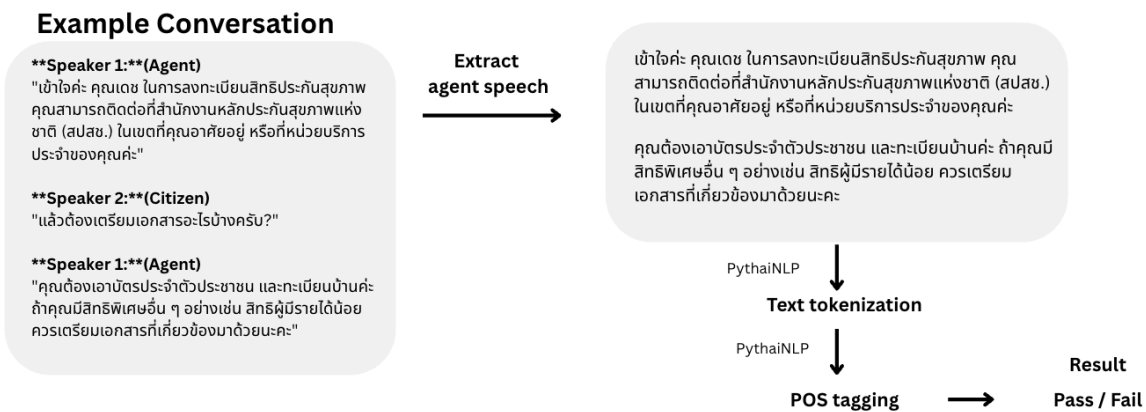 Example Conversation
**Speaker 1:**(Agent)
"เข้าใจค่ะ คุณเดช ในการลงทะเบียนสิทธิประกันสุขภาพ
คุณสามารถติดต่อที่สำนักงานหลักประกันสุขภาพแห่ง
ชาติ (สปสช.) ในเขตที่คุณอาศัยอยู่ หรือที่หน่วยบริการ
ประจำของคุณค่ะ"
**Speaker 2:**(Citizen)
"แล้วต้องเตรียมเอกสารอะไรบ้างครับ?"
**Speaker 1:**(Agent)
"คุณต้องเอาบัตรประจำตัวประชาชน และทะเบียนบ้านค่ะ
ถ้าคุณมีสิทธิพิเศษอื่น ๆ อย่างเช่น สิทธิผู้มีรายได้น้อย
ควรเตรียมเอกสารที่เกี่ยวข้องมาด้วยนะคะ"
Extract
agent speech
เข้าใจค่ะ คุณเดช ในการลงทะเบียนสิทธิประกันสุขภาพ คุณ
สามารถติดต่อที่สำนักงานหลักประกันสุขภาพแห่งชาติ (สปสช.)
ในเขตที่คุณอาศัยอยู่ หรือที่หน่วยบริการประจำของคุณค่ะ
คุณต้องเอาบัตรประจำตัวประชาชน และทะเบียนบ้านค่ะ ถ้าคุณมี
สิทธิพิเศษอื่น ๆ อย่างเช่น สิทธิผู้มีรายได้น้อย ควรเตรียม
เอกสารที่เกี่ยวข้องมาด้วยนะคะ
PythaiNLP
Text tokenization
PythaiNLP
POS tagging
Result
Pass / Fail